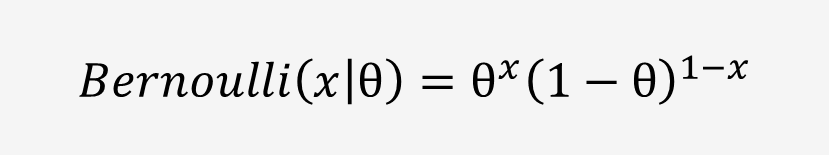 Bernoulli(x|θ) = θˣ(1 − θ)¹⁻ˣ